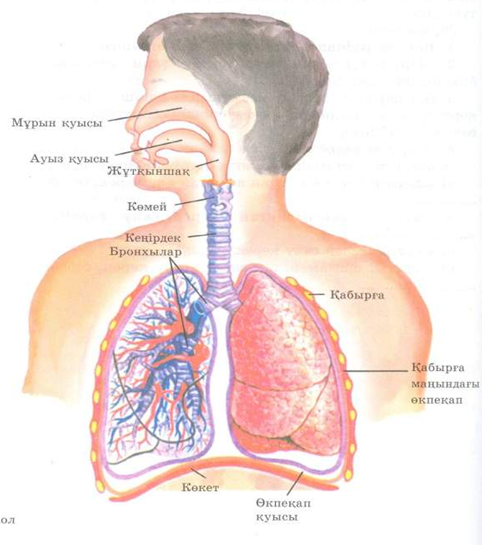 Мұрын қуысы
Ауыз қуысы
Жұтқыншақ
Көмей
Кеңірдек
Бронхылар
Қабырға
Қабырға
маңындағы
өкпеқап
Көкет
Өкпеқап
қуысы
ол